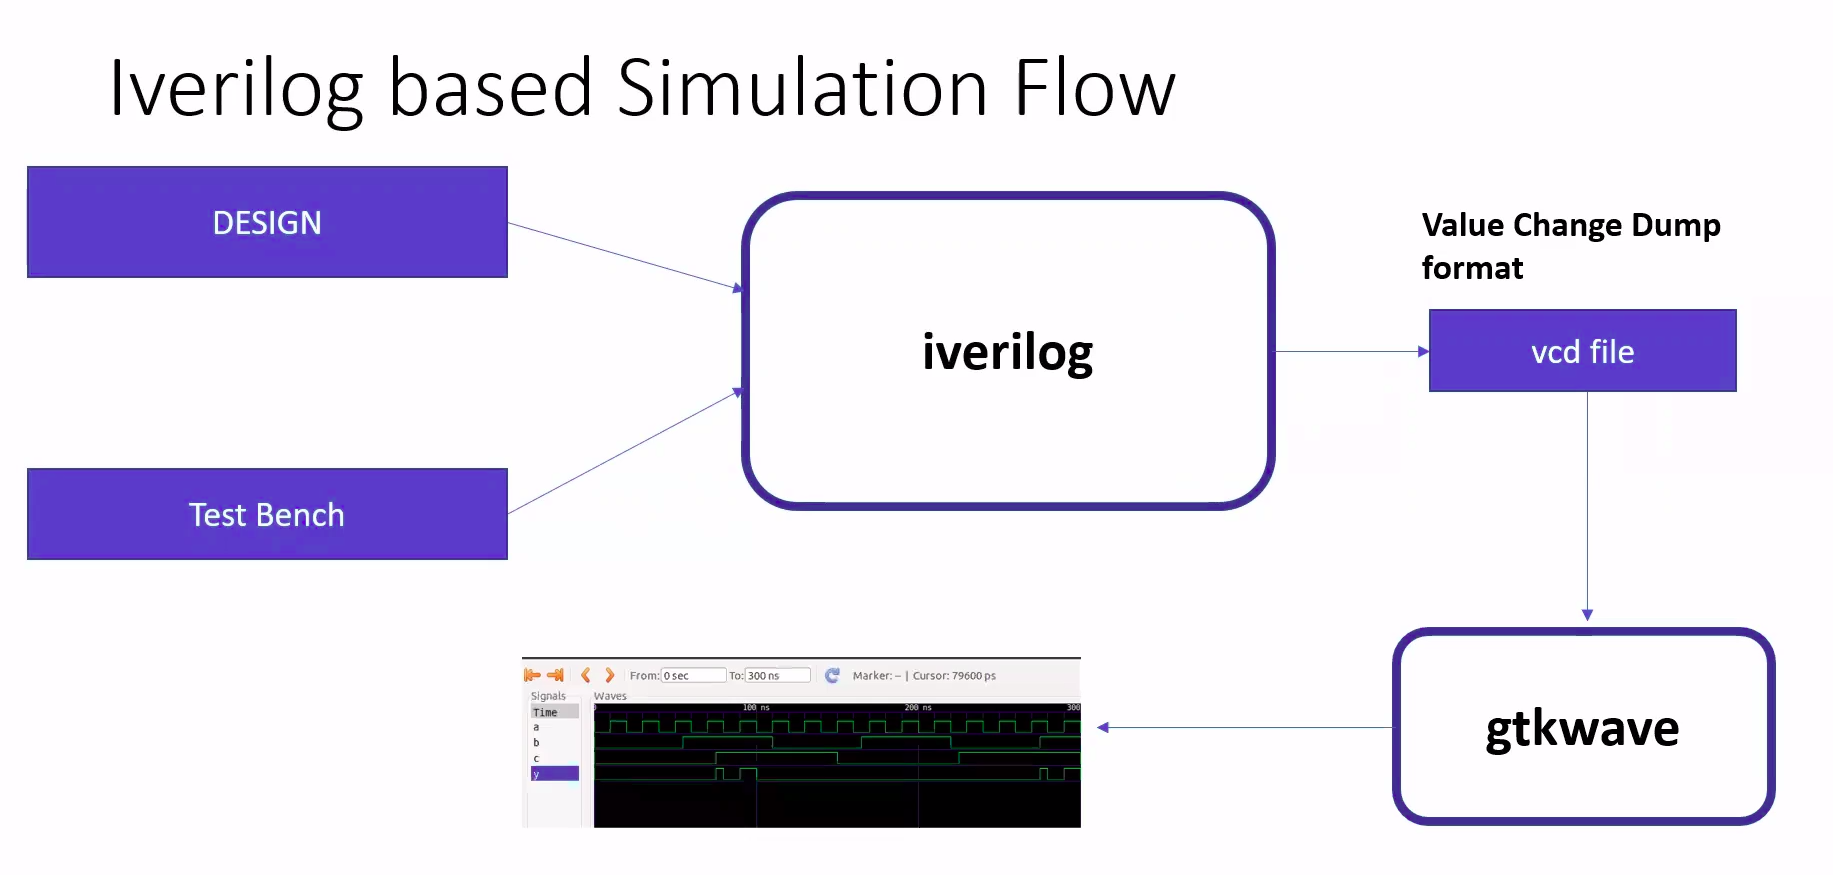 Iverilog based Simulation Flow
DESIGN
Test Bench
iverilog
Value Change Dump
format
vcd file
gtkwave
From: 0 sec To: 300 ns Marker: -- | Cursor: 79600 ps
Signals Waves
Time
100 ns 200 ns 300
a
b
c
y